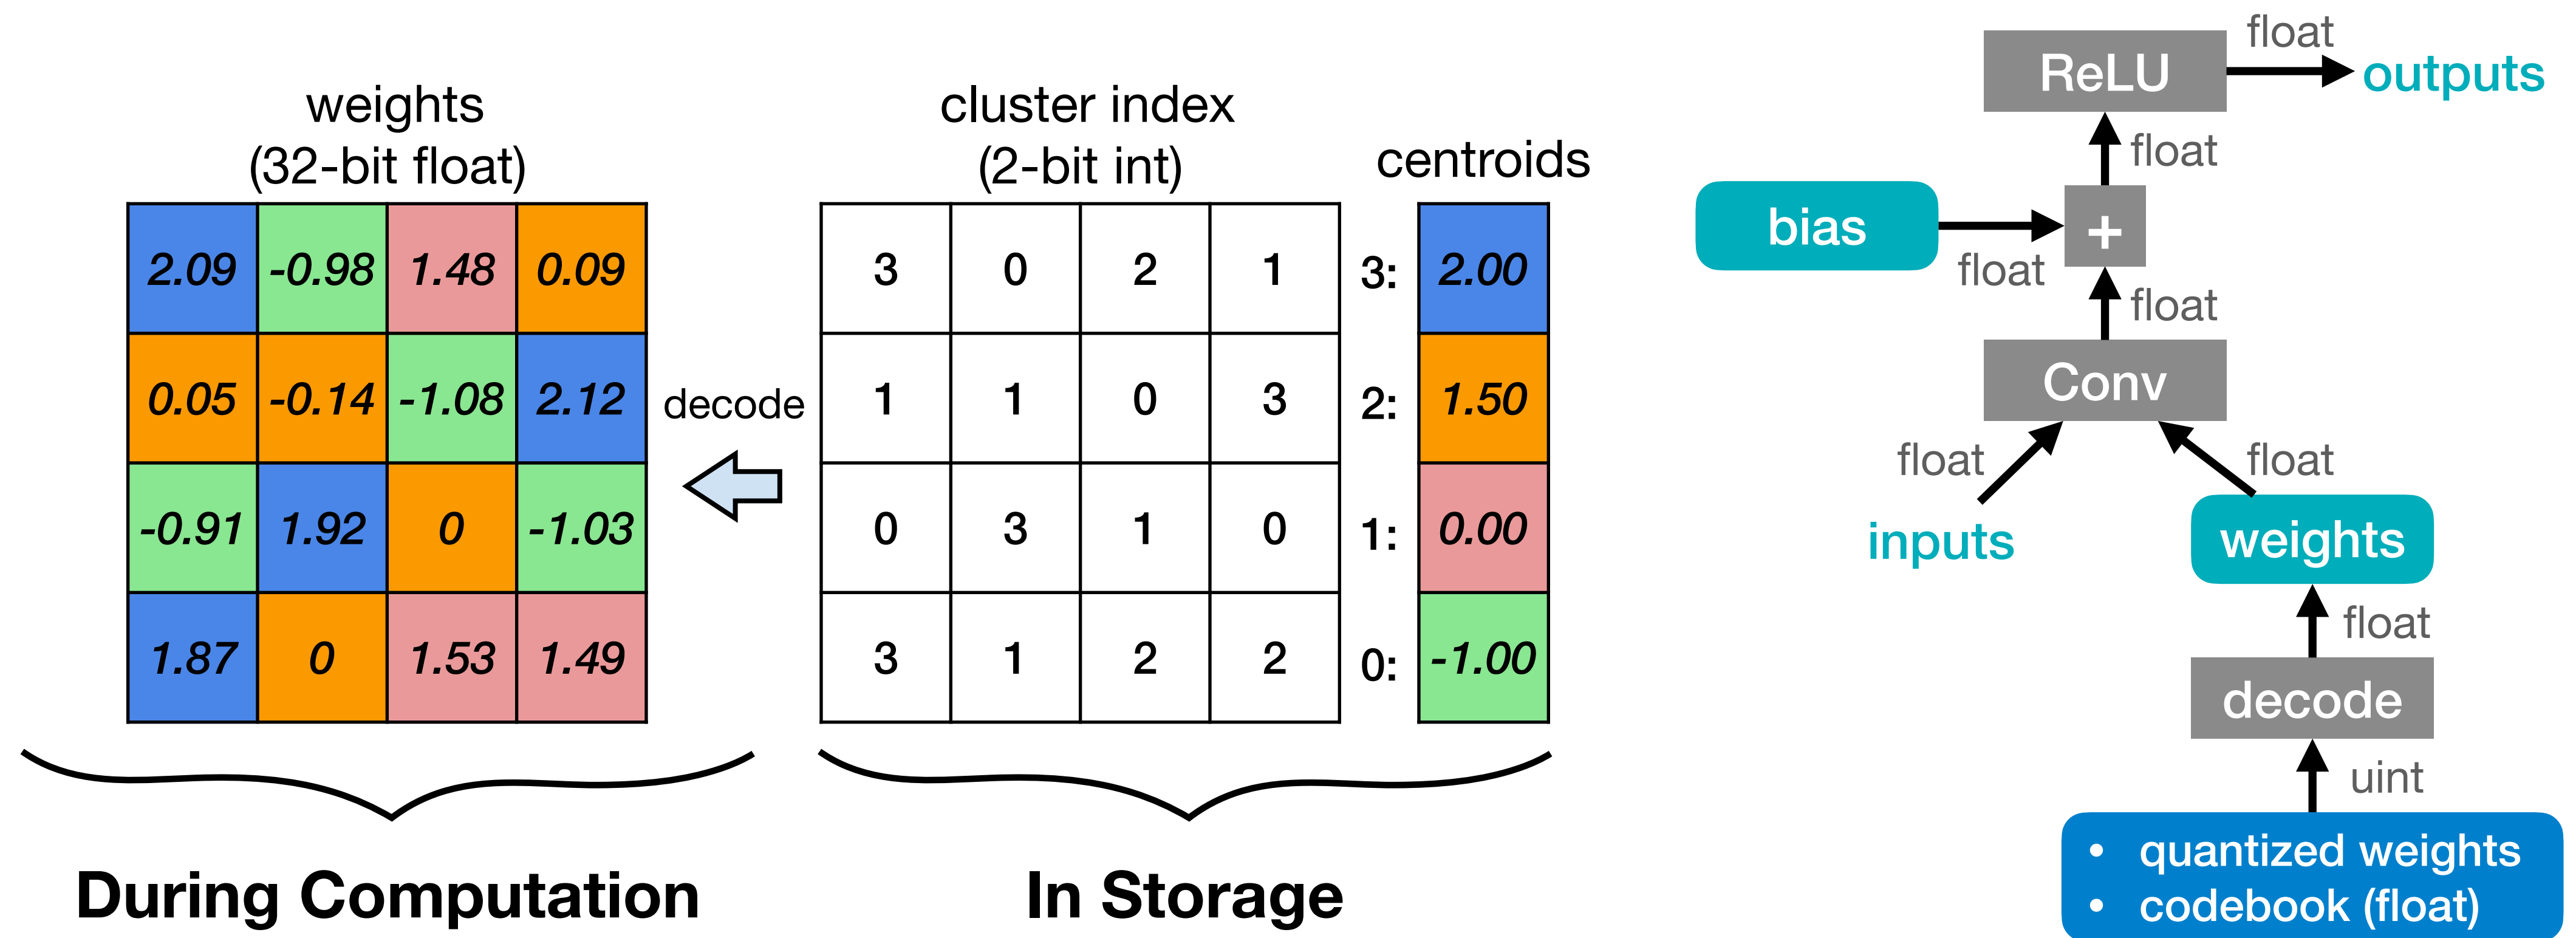 weights
(32-bit float)
2.09 -0.98 1.48 0.09
0.05 -0.14 -1.08 2.12
-0.91 1.92 0 -1.03
1.87 0 1.53 1.49
During Computation
decode
cluster index
(2-bit int)
3 0 2 1
1 1 0 3
0 3 1 0
3 1 2 2
centroids
3: 2.00
2: 1.50
1: 0.00
0: -1.00
In Storage
ReLU
float
outputs
float
bias
float
+
float
Conv
float
float
inputs
weights
float
decode
uint
• quantized weights
• codebook (float)